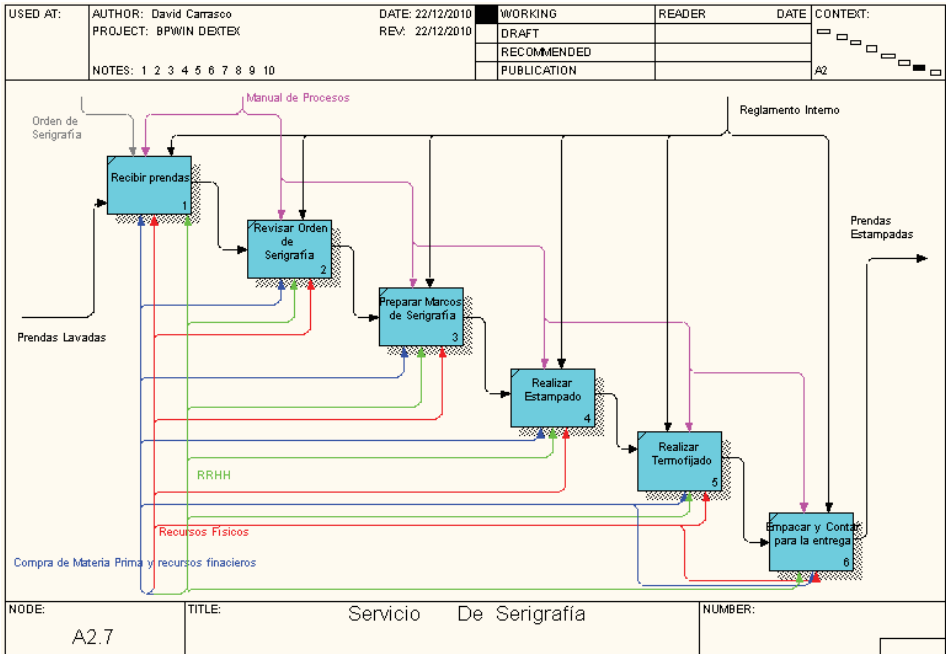 USED AT:
AUTHOR: David Carrasco
DATE: 22/12/2010
PROJECT: BPWIN DEXTEX
REV: 22/12/2010
NOTES: 1 2 3 4 5 6 7 8 9 10
WORKING
DRAFT
RECOMMENDED
PUBLICATION
READER
DATE
CONTEXT:
A2
Manual de Procesos
Orden de
Serigrafía
Reglamento Interno
Recibir prendas
1
Revisar Orden
de
Serigrafía
2
Prendas
Estampadas
Preparar Marcos
de Serigrafía
3
Prendas Lavadas
Realizar
Estampado
4
Realizar
Termofijado
5
RRHH
Recursos Físicos
Empacar y Contar
para la entrega
6
Compra de Materia Prima y recursos finacieros
NODE:
A2.7
TITLE:
Servicio De Serigrafía
NUMBER: